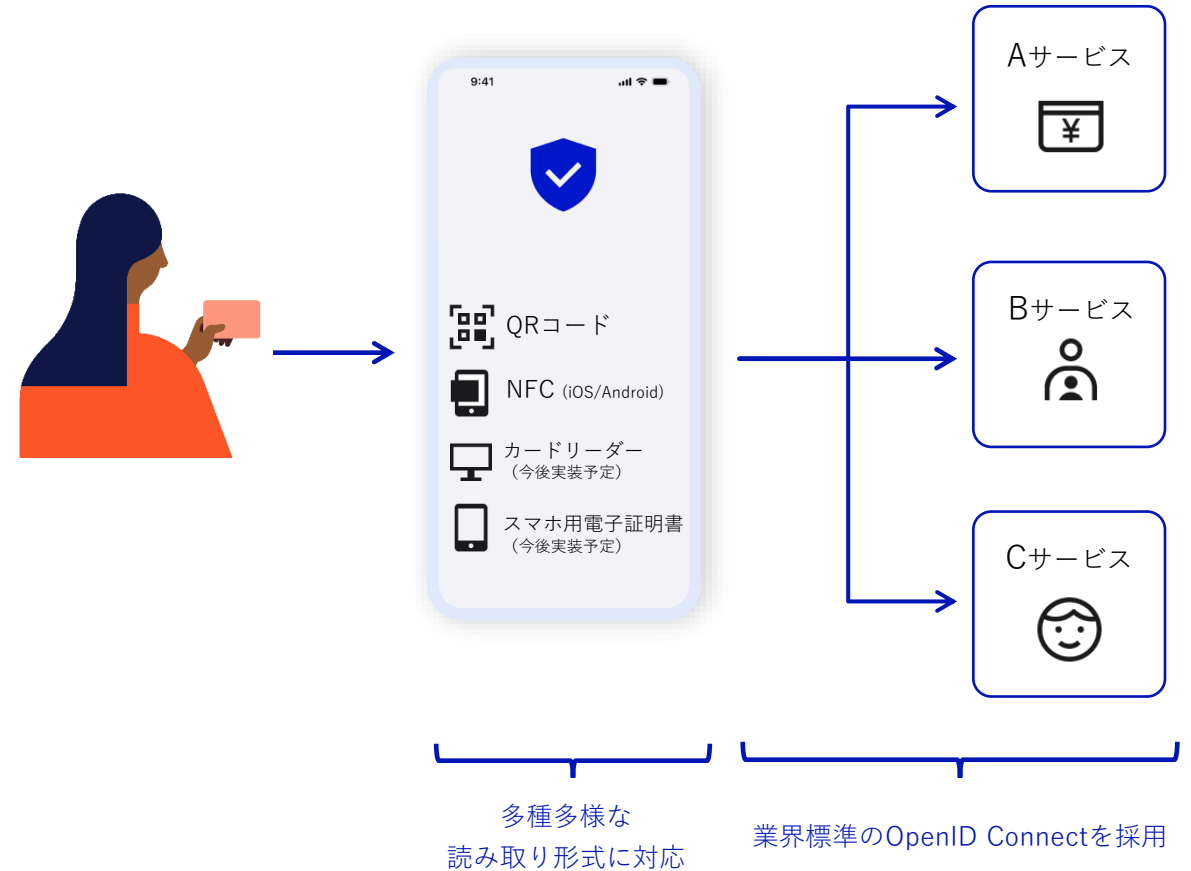 9:41
QRコード
NFC (iOS/Android)
カードリーダー
(今後実装予定)
スマホ用電子証明書
(今後実装予定)
Aサービス
¥
Bサービス
Cサービス
多種多様な
読み取り形式に対応
業界標準のOpenID Connectを採用